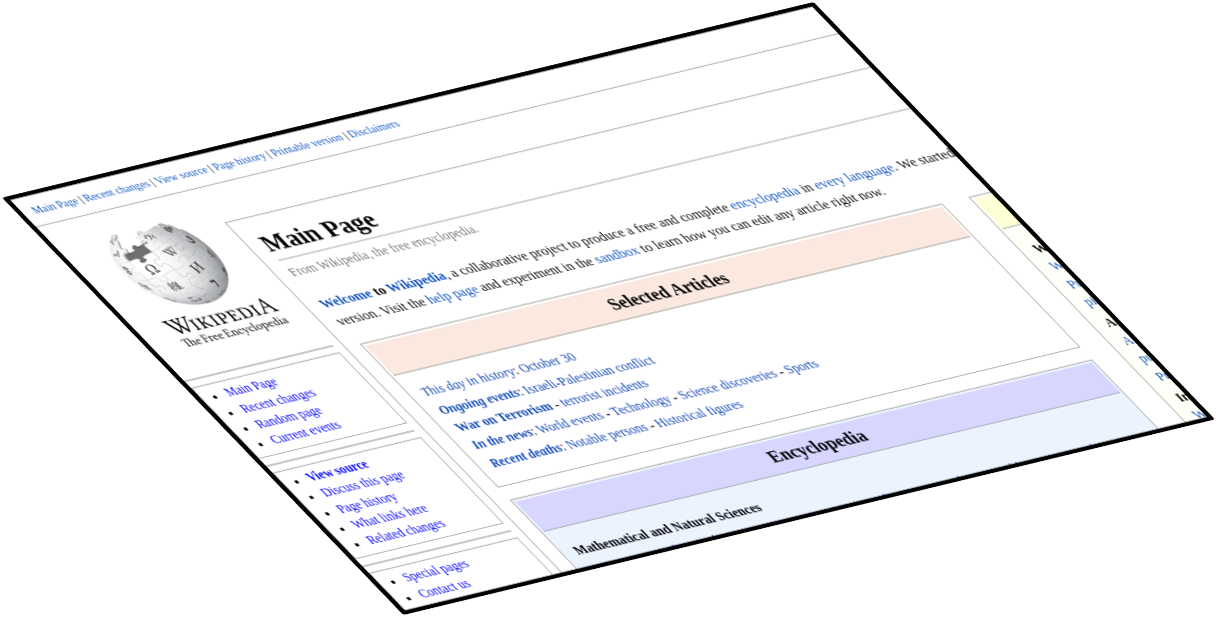 Main Page | Recent changes | View source | Page history | Printable version | Disclaimers
Ω W И
WIKIPEDIA
The Free Encyclopedia
Main Page
From Wikipedia, the free encyclopedia.
Welcome to Wikipedia, a collaborative project to produce a free and complete encyclopedia in every language. We started
version. Visit the help page and experiment in the sandbox to learn how you can edit any article right now.
Selected Articles
This day in history: October 30
Ongoing events: Israeli-Palestinian conflict
War on Terrorism - terrorist incidents
In the news: World events - Technology - Science discoveries - Sports
Recent deaths: Notable persons - Historical figures
Encyclopedia
Mathematical and Natural Sciences
Main Page
Recent changes
Random page
Current events
View source
Discuss this page
Page history
What links here
Related changes
Special pages
Contact us